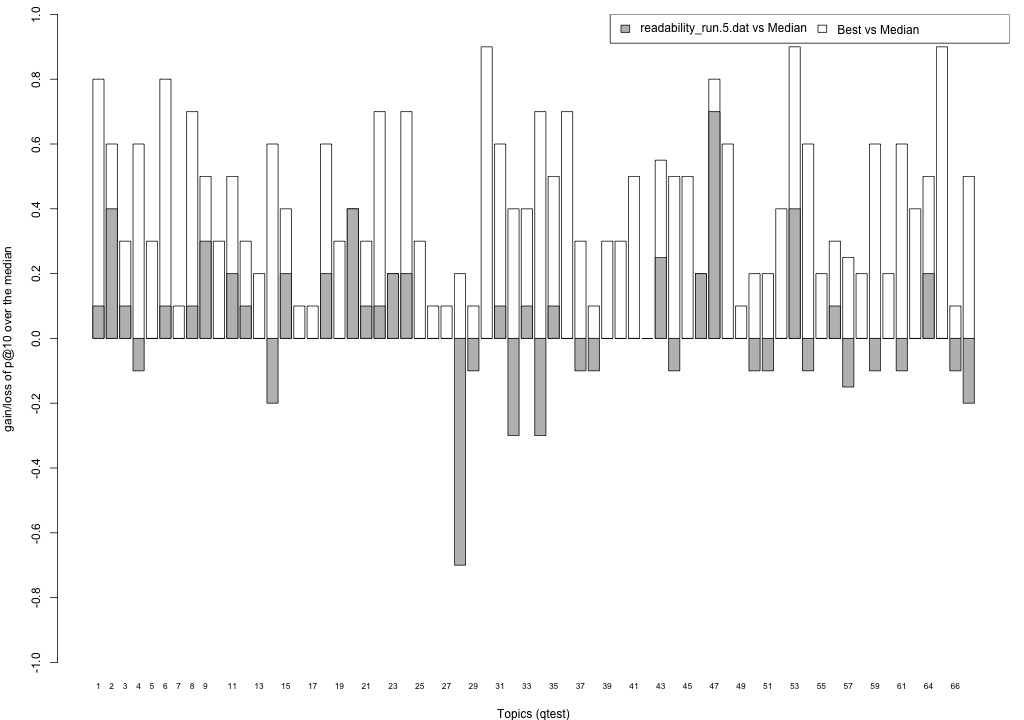 readability_run.5.dat vs Median Best vs Median
gain/loss of p@10 over the median
1.0
0.8
0.6
0.4
0.2
0.0
-0.2
-0.4
-0.6
-0.8
-1.0
1 2 3 4 5 6 7 8 9 11 13 15 17 19 21 23 25 27 29 31 33 35 37 39 41 43 45 47 49 51 53 55 57 59 61 64 66
Topics (qtest)